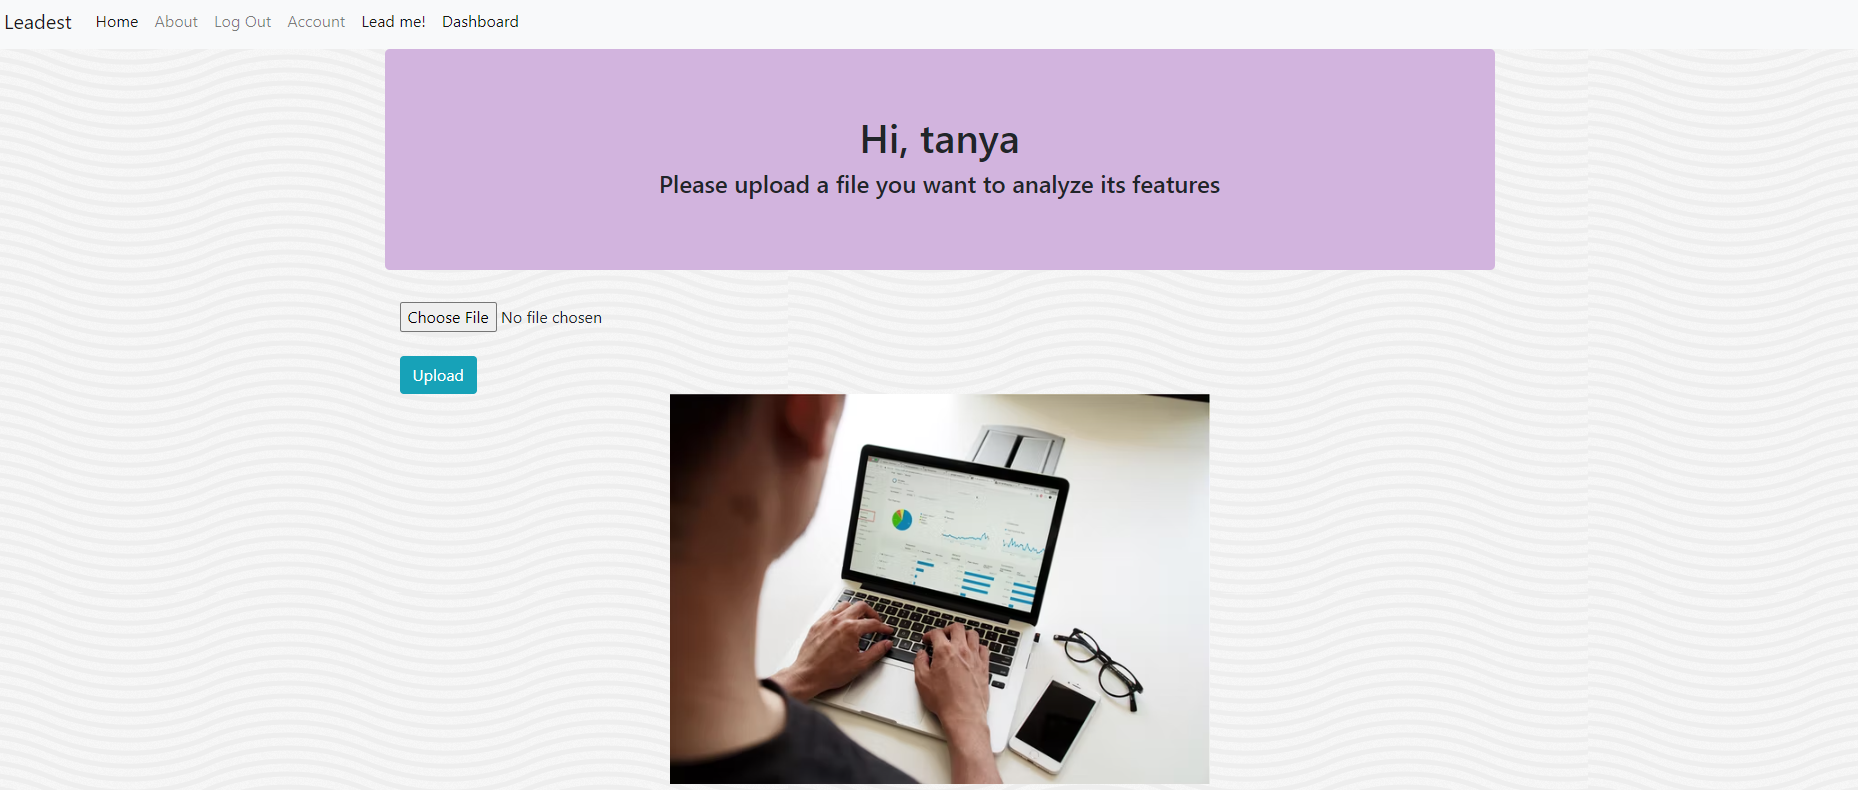 Leadest Home About Log Out Account Lead me! Dashboard
Hi, tanya
Please upload a file you want to analyze its features
Choose File No file chosen
Upload